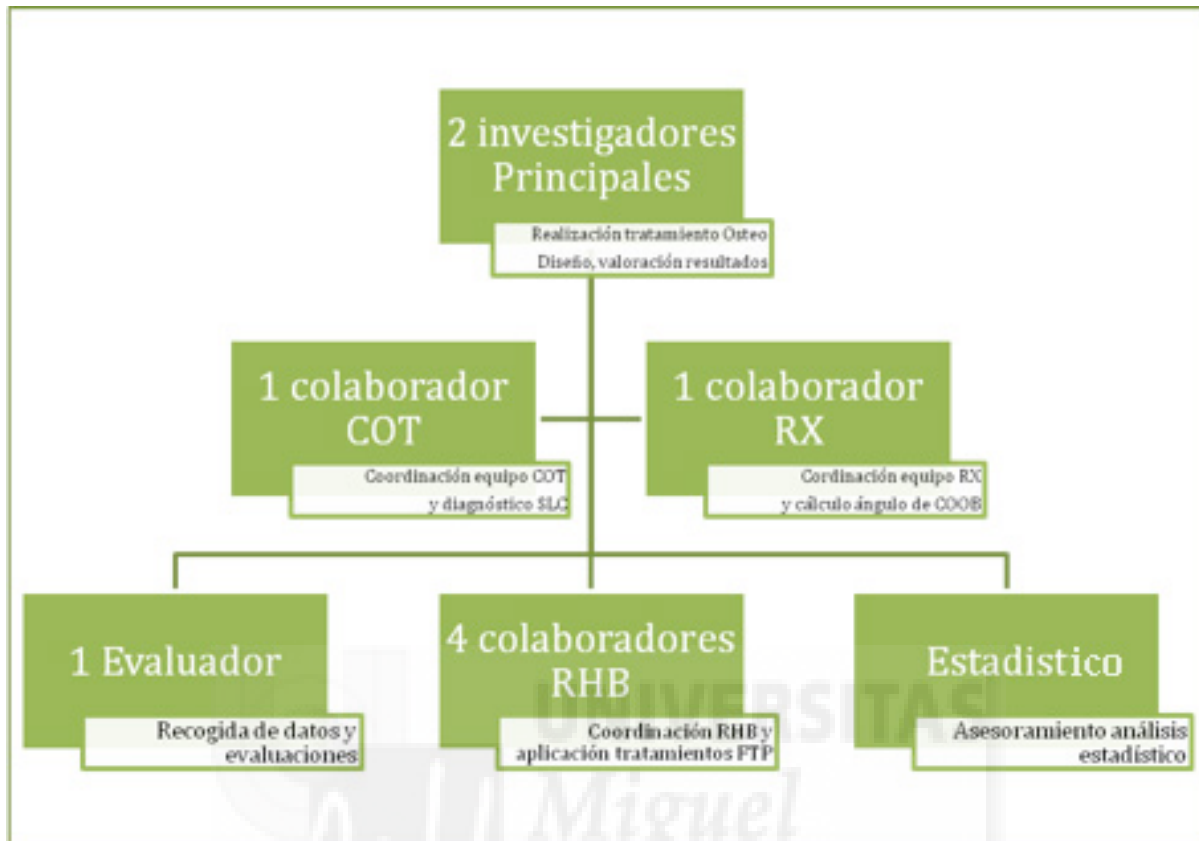 2 investigadores
Principales
Realización tratamiento Osteo
Diseño, valoración resultados
1 colaborador
COT
Coordinación equipo COT
y diagnóstico SLC
1 colaborador
RX
Cordinación equipo RX
y cálculo ángulo de COOB
1 Evaluador
Recogida de datos y
evaluaciones
4 colaboradores
RHB
Coordinación RHB y
aplicación tratamientos FTP
Estadistico
Asesoramiento análisis
estadístico
UNIVERSITAS
Miguel